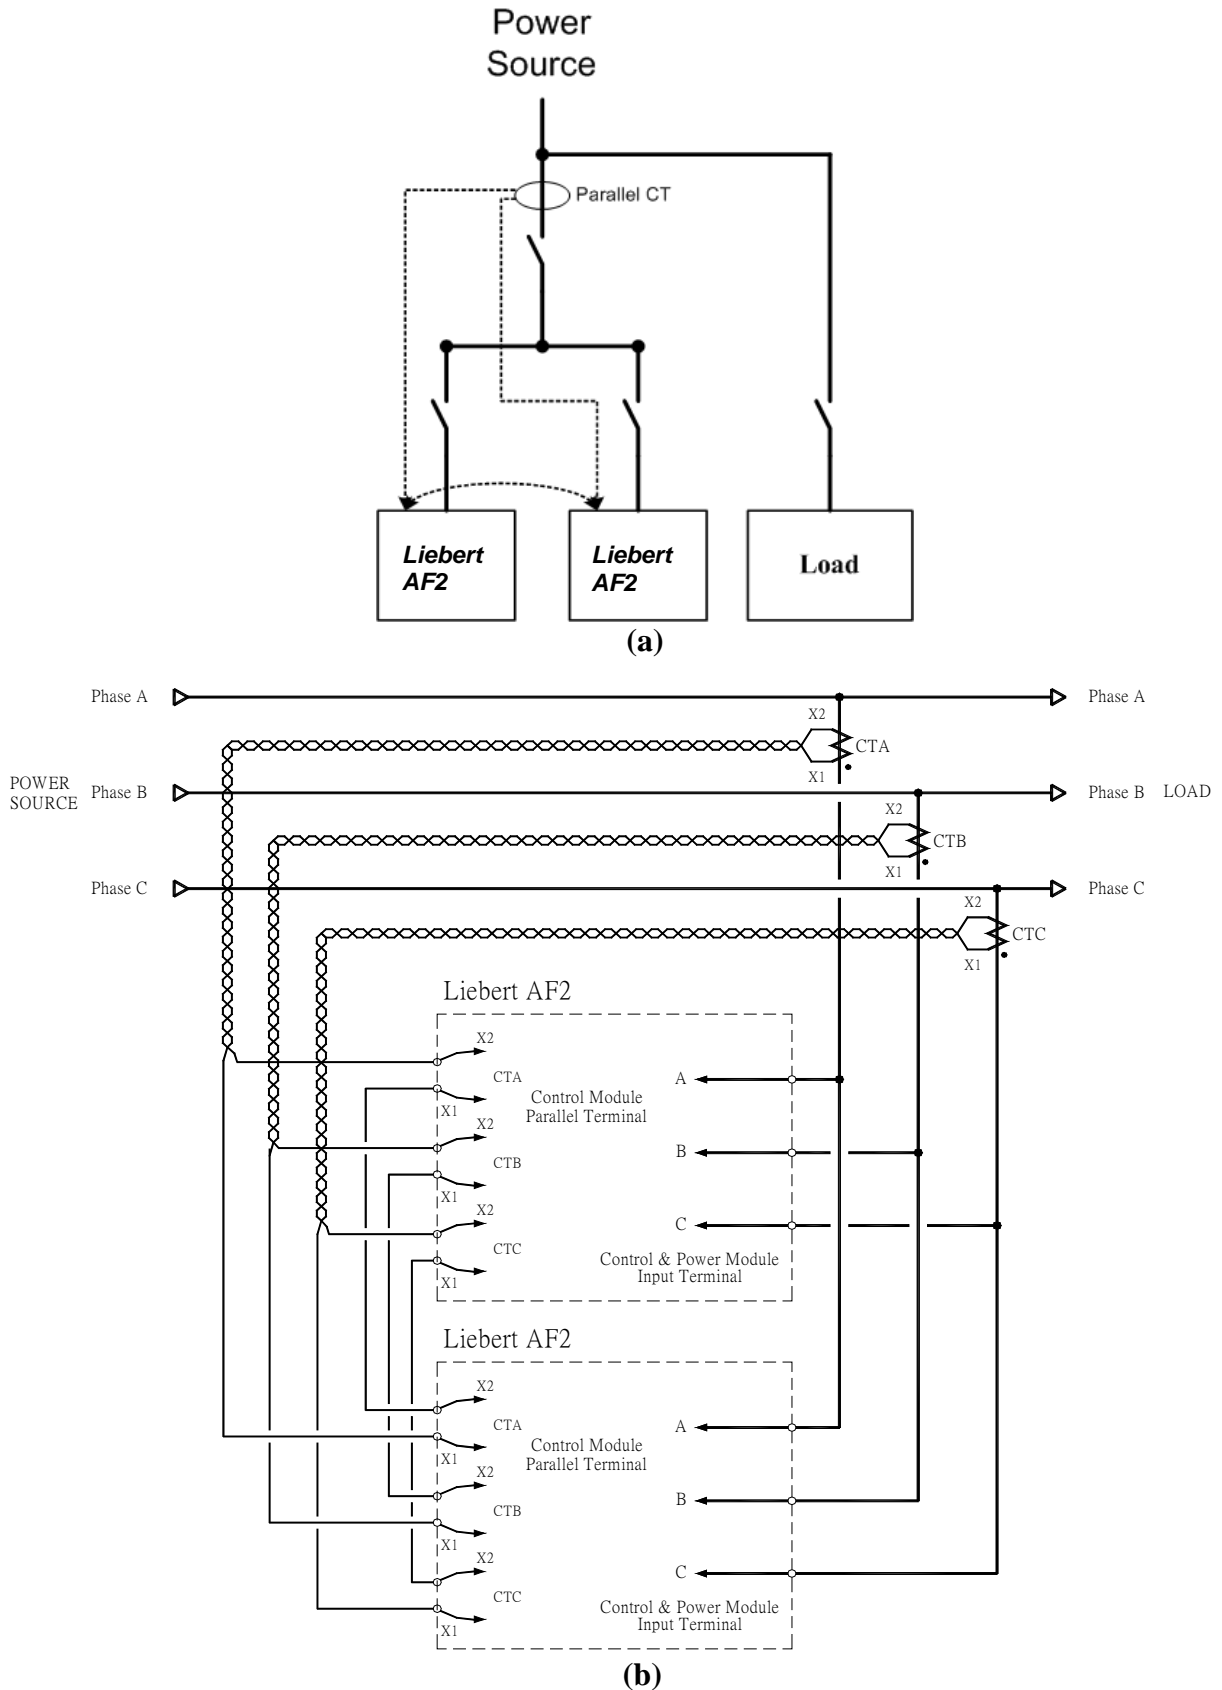 Power
Source
Parallel CT
Liebert
AF2
Liebert
AF2
Load
(a)
Phase A
Phase A
X2
CTA
X1
POWER
SOURCE
Phase B
Phase B
LOAD
X2
CTB
X1
Phase C
Phase C
X2
CTC
X1
Liebert AF2
X2
CTA
X1
Control Module
Parallel Terminal
A
X2
CTB
X1
B
X2
CTC
X1
C
Control & Power Module
Input Terminal
Liebert AF2
X2
CTA
X1
Control Module
Parallel Terminal
A
X2
CTB
X1
B
X2
CTC
X1
C
Control & Power Module
Input Terminal
(b)